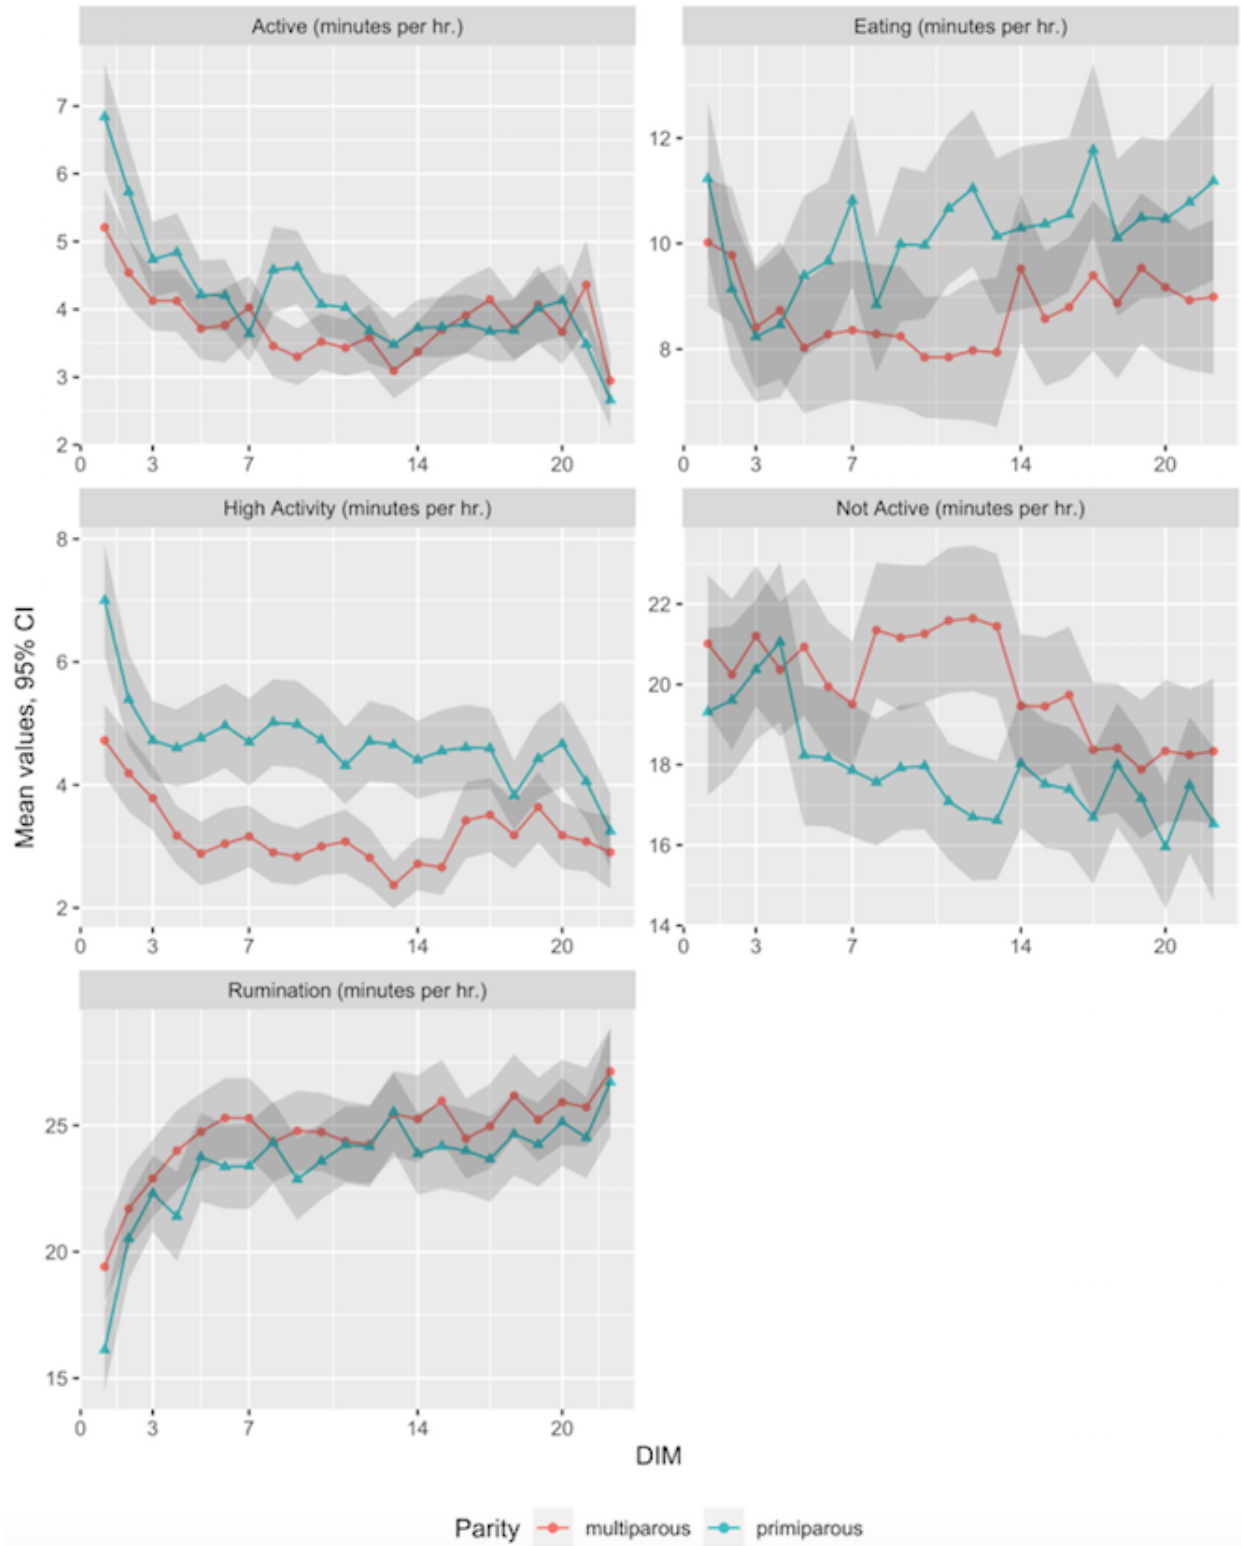 Active (minutes per hr.)
Eating (minutes per hr.)
7
6
5
4
3
2
0 3 7 14 20
12
10
8
0 3 7 14 20
High Activity (minutes per hr.)
Not Active (minutes per hr.)
8
6
4
2
0 3 7 14 20
22
20
18
16
14
0 3 7 14 20
Rumination (minutes per hr.)
25
20
15
0 3 7 14 20
Mean values, 95% CI
DIM
Parity multiparous primiparous